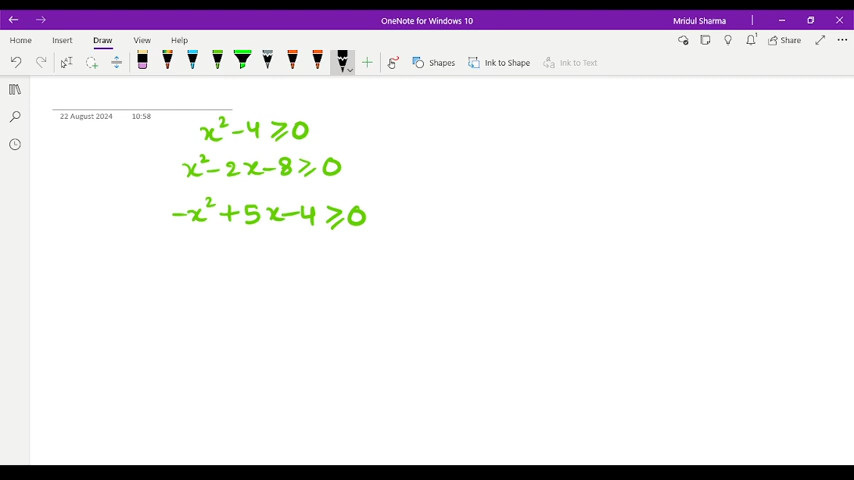 OneNote for Windows 10
Mridul Sharma
Home Insert Draw View Help
Share
Shapes Ink to Shape Ink to Text
22 August 2024 10:58
x² - 4 ⩾ 0
x² - 2x - 8 ⩾ 0
-x² + 5x - 4 ⩾ 0